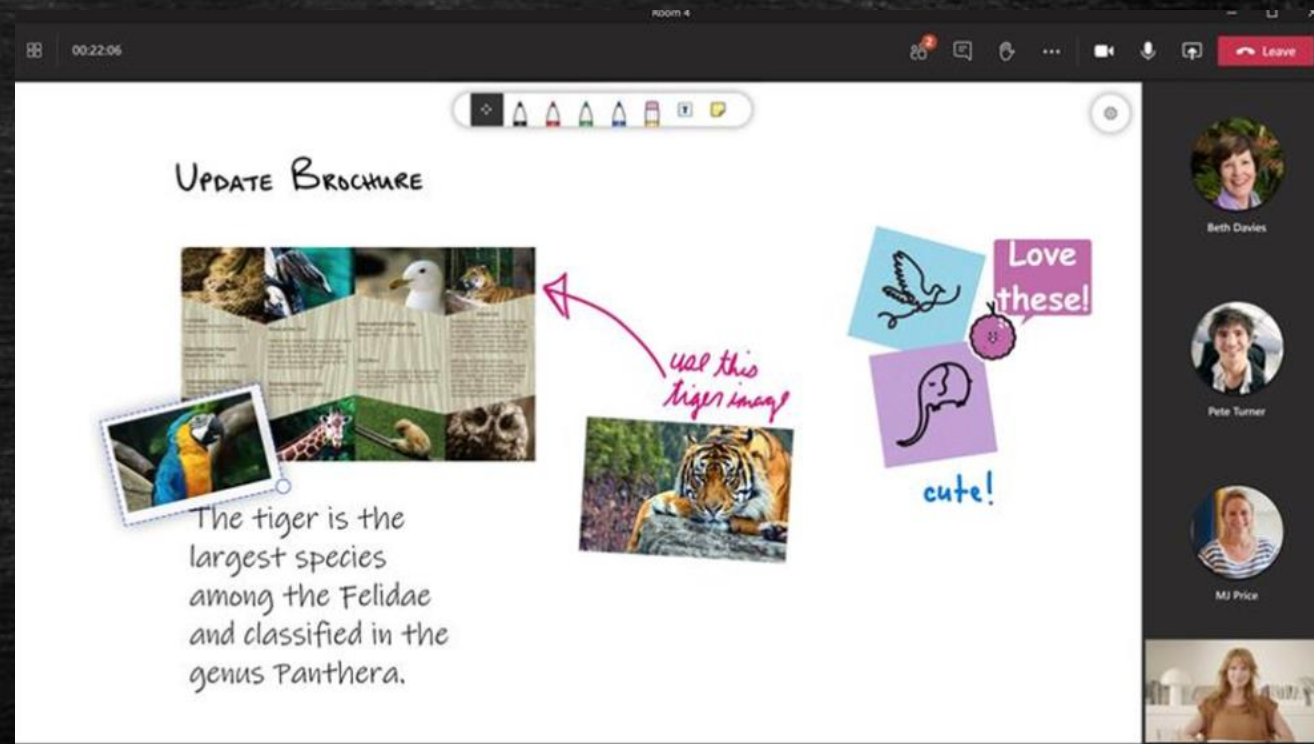 Room 4
00:22:06
2
Leave
T
UPDATE BROCHURE
use this
tiger image
Love
these!
cute!
The tiger is the
largest species
among the Felidae
and classified in the
genus Panthera.
Beth Davies
Pete Turner
MJ Price